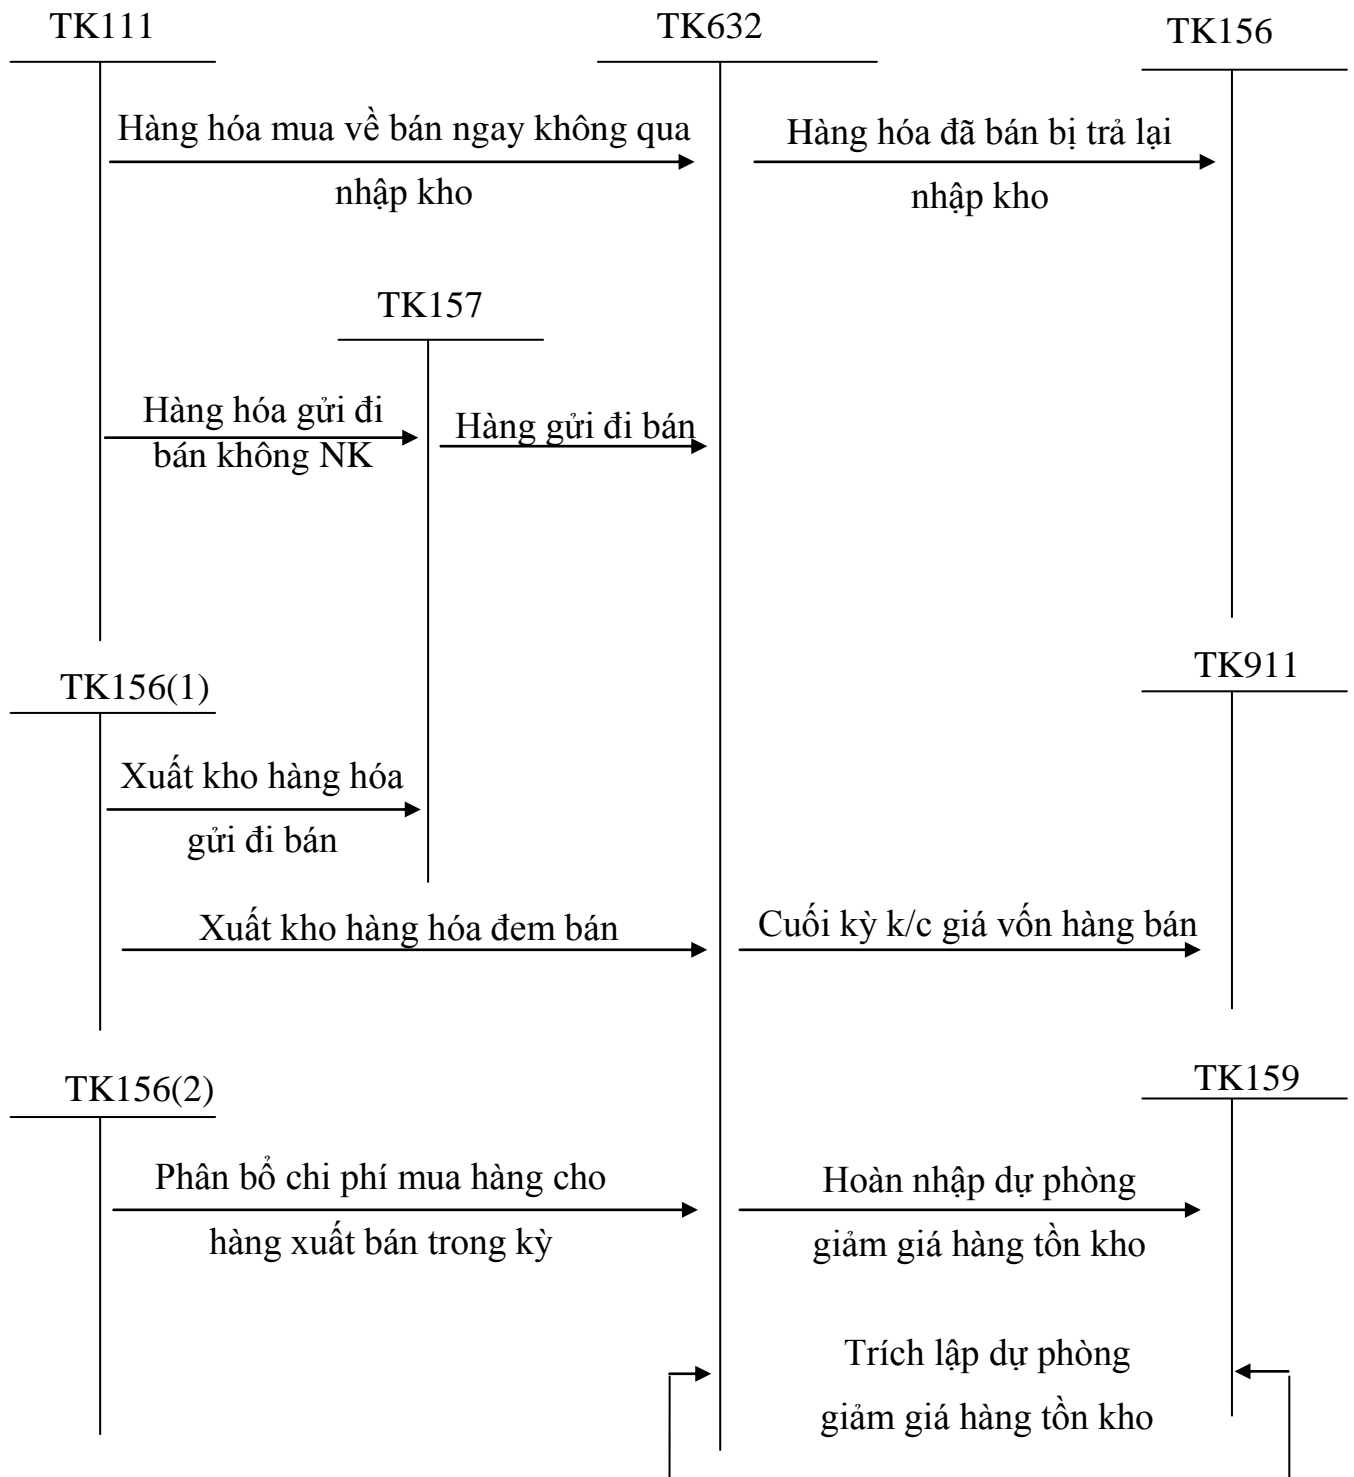 TK111
TK632
TK156
Hàng hóa mua về bán ngay không qua
nhập kho
Hàng hóa đã bán bị trả lại
nhập kho
TK157
Hàng hóa gửi đi
bán không NK
Hàng gửi đi bán
TK156(1)
TK911
Xuất kho hàng hóa
gửi đi bán
Xuất kho hàng hóa đem bán
Cuối kỳ k/c giá vốn hàng bán
TK156(2)
TK159
Phân bổ chi phí mua hàng cho
hàng xuất bán trong kỳ
Hoàn nhập dự phòng
giảm giá hàng tồn kho
Trích lập dự phòng
giảm giá hàng tồn kho